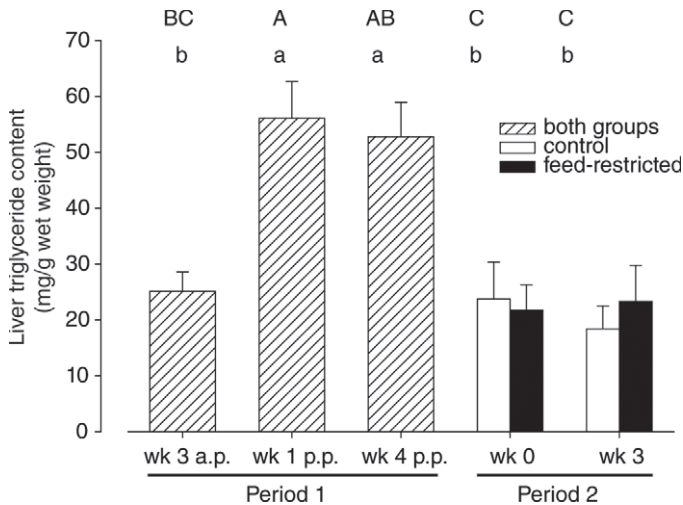 BC A AB C C
b a a b b
70
60
50
40
30
20
10
0
Liver triglyceride content
(mg/g wet weight)
both groups
control
feed-restricted
wk 3 a.p. wk 1 p.p. wk 4 p.p. wk 0 wk 3
Period 1 Period 2